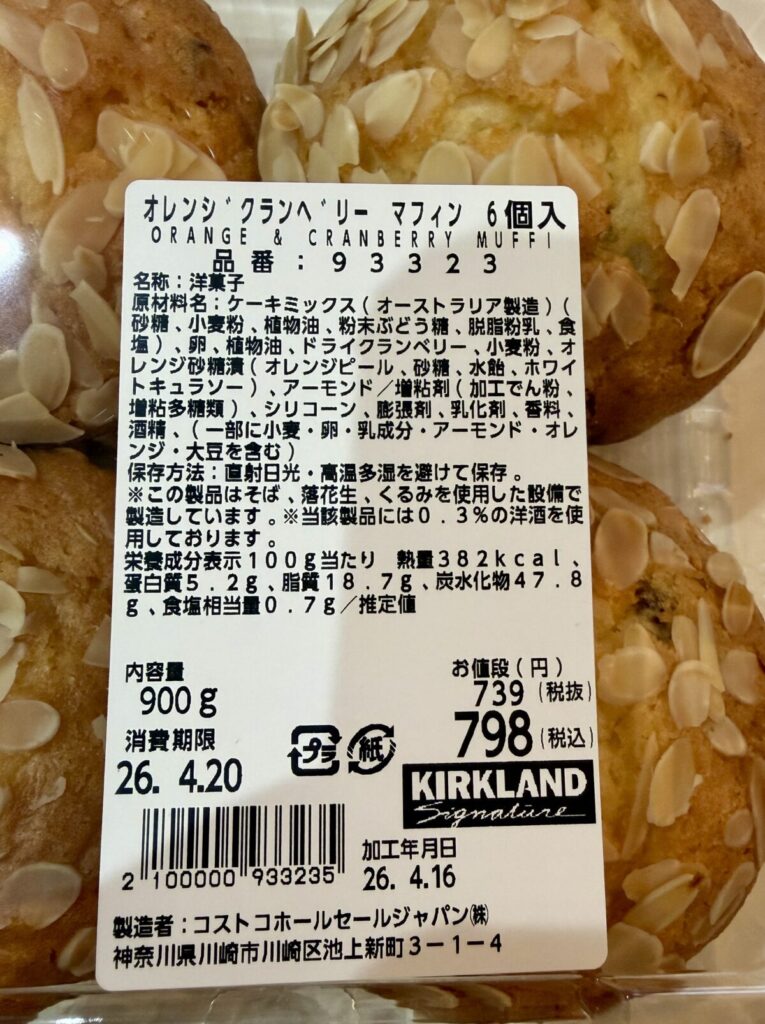 オレンジクランベリー マフィン 6個入
ORANGE & CRANBERRY MUFFI
品番:93323
名称:洋菓子
原材料名:ケーキミックス(オーストラリア製造)(
砂糖、小麦粉、植物油、粉末ぶどう糖、脱脂粉乳、食
塩)、卵、植物油、ドライクランベリー、小麦粉、オ
レンジ砂糖漬(オレンジピール、砂糖、水飴、ホワイ
トキュラソー)、アーモンド/増粘剤(加工でん粉、
増粘多糖類)、シリコーン、膨張剤、乳化剤、香料、
酒精、(一部に小麦・卵・乳成分・アーモンド・オレ
ンジ・大豆を含む)
保存方法:直射日光・高温多湿を避けて保存。
※この製品はそば、落花生、くるみを使用した設備で
製造しています。※当該製品には0.3%の洋酒を使
用しております。
栄養成分表示100g当たり 熱量382kcal、
蛋白質5.2g、脂質18.7g、炭水化物47.8
g、食塩相当量0.7g/推定値
内容量
900g
お値段(円)
739(税抜)
798(税込)
消費期限
26. 4.20
プラ 紙
KIRKLAND
Signature
加工年月日
26. 4.16
2 100000 933235
製造者:コストコホールセールジャパン㈱
神奈川県川崎市川崎区池上新町3-1-4